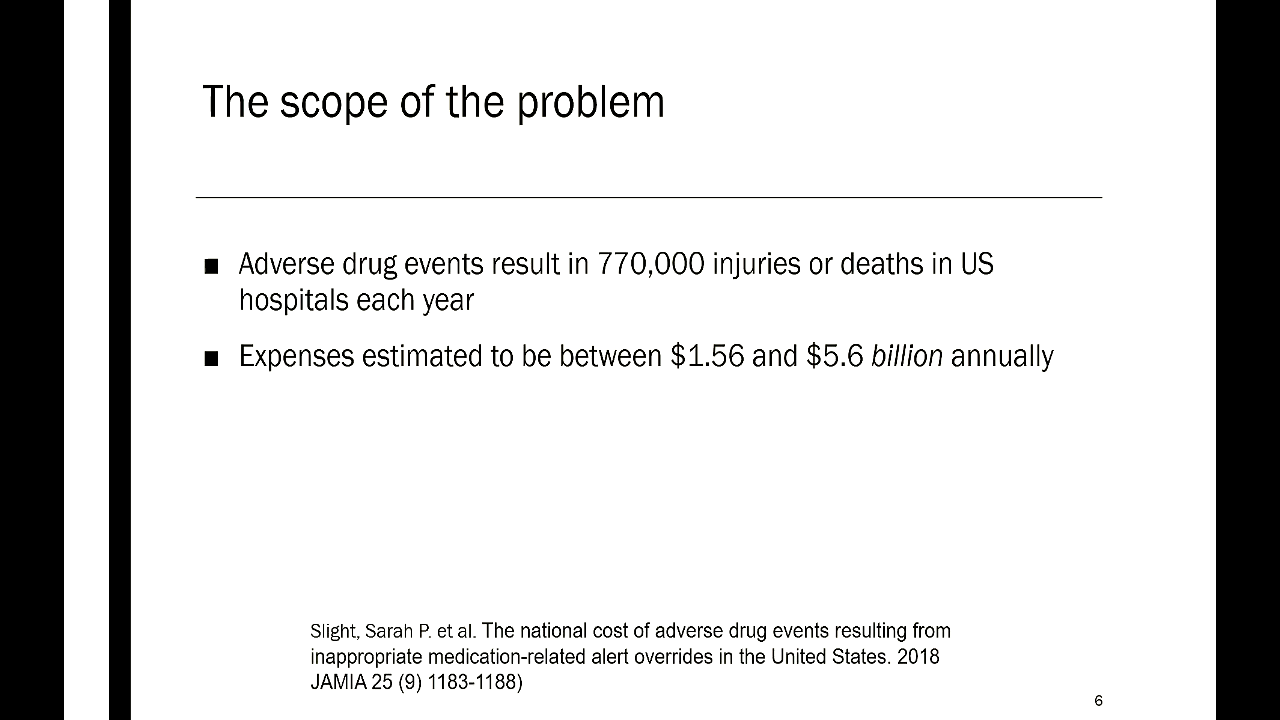 The scope of the problem
■ Adverse drug events result in 770,000 injuries or deaths in US
hospitals each year
■ Expenses estimated to be between $1.56 and $5.6 billion annually
Slight, Sarah P. et al. The national cost of adverse drug events resulting from
inappropriate medication-related alert overrides in the United States. 2018
JAMIA 25 (9) 1183-1188)
6